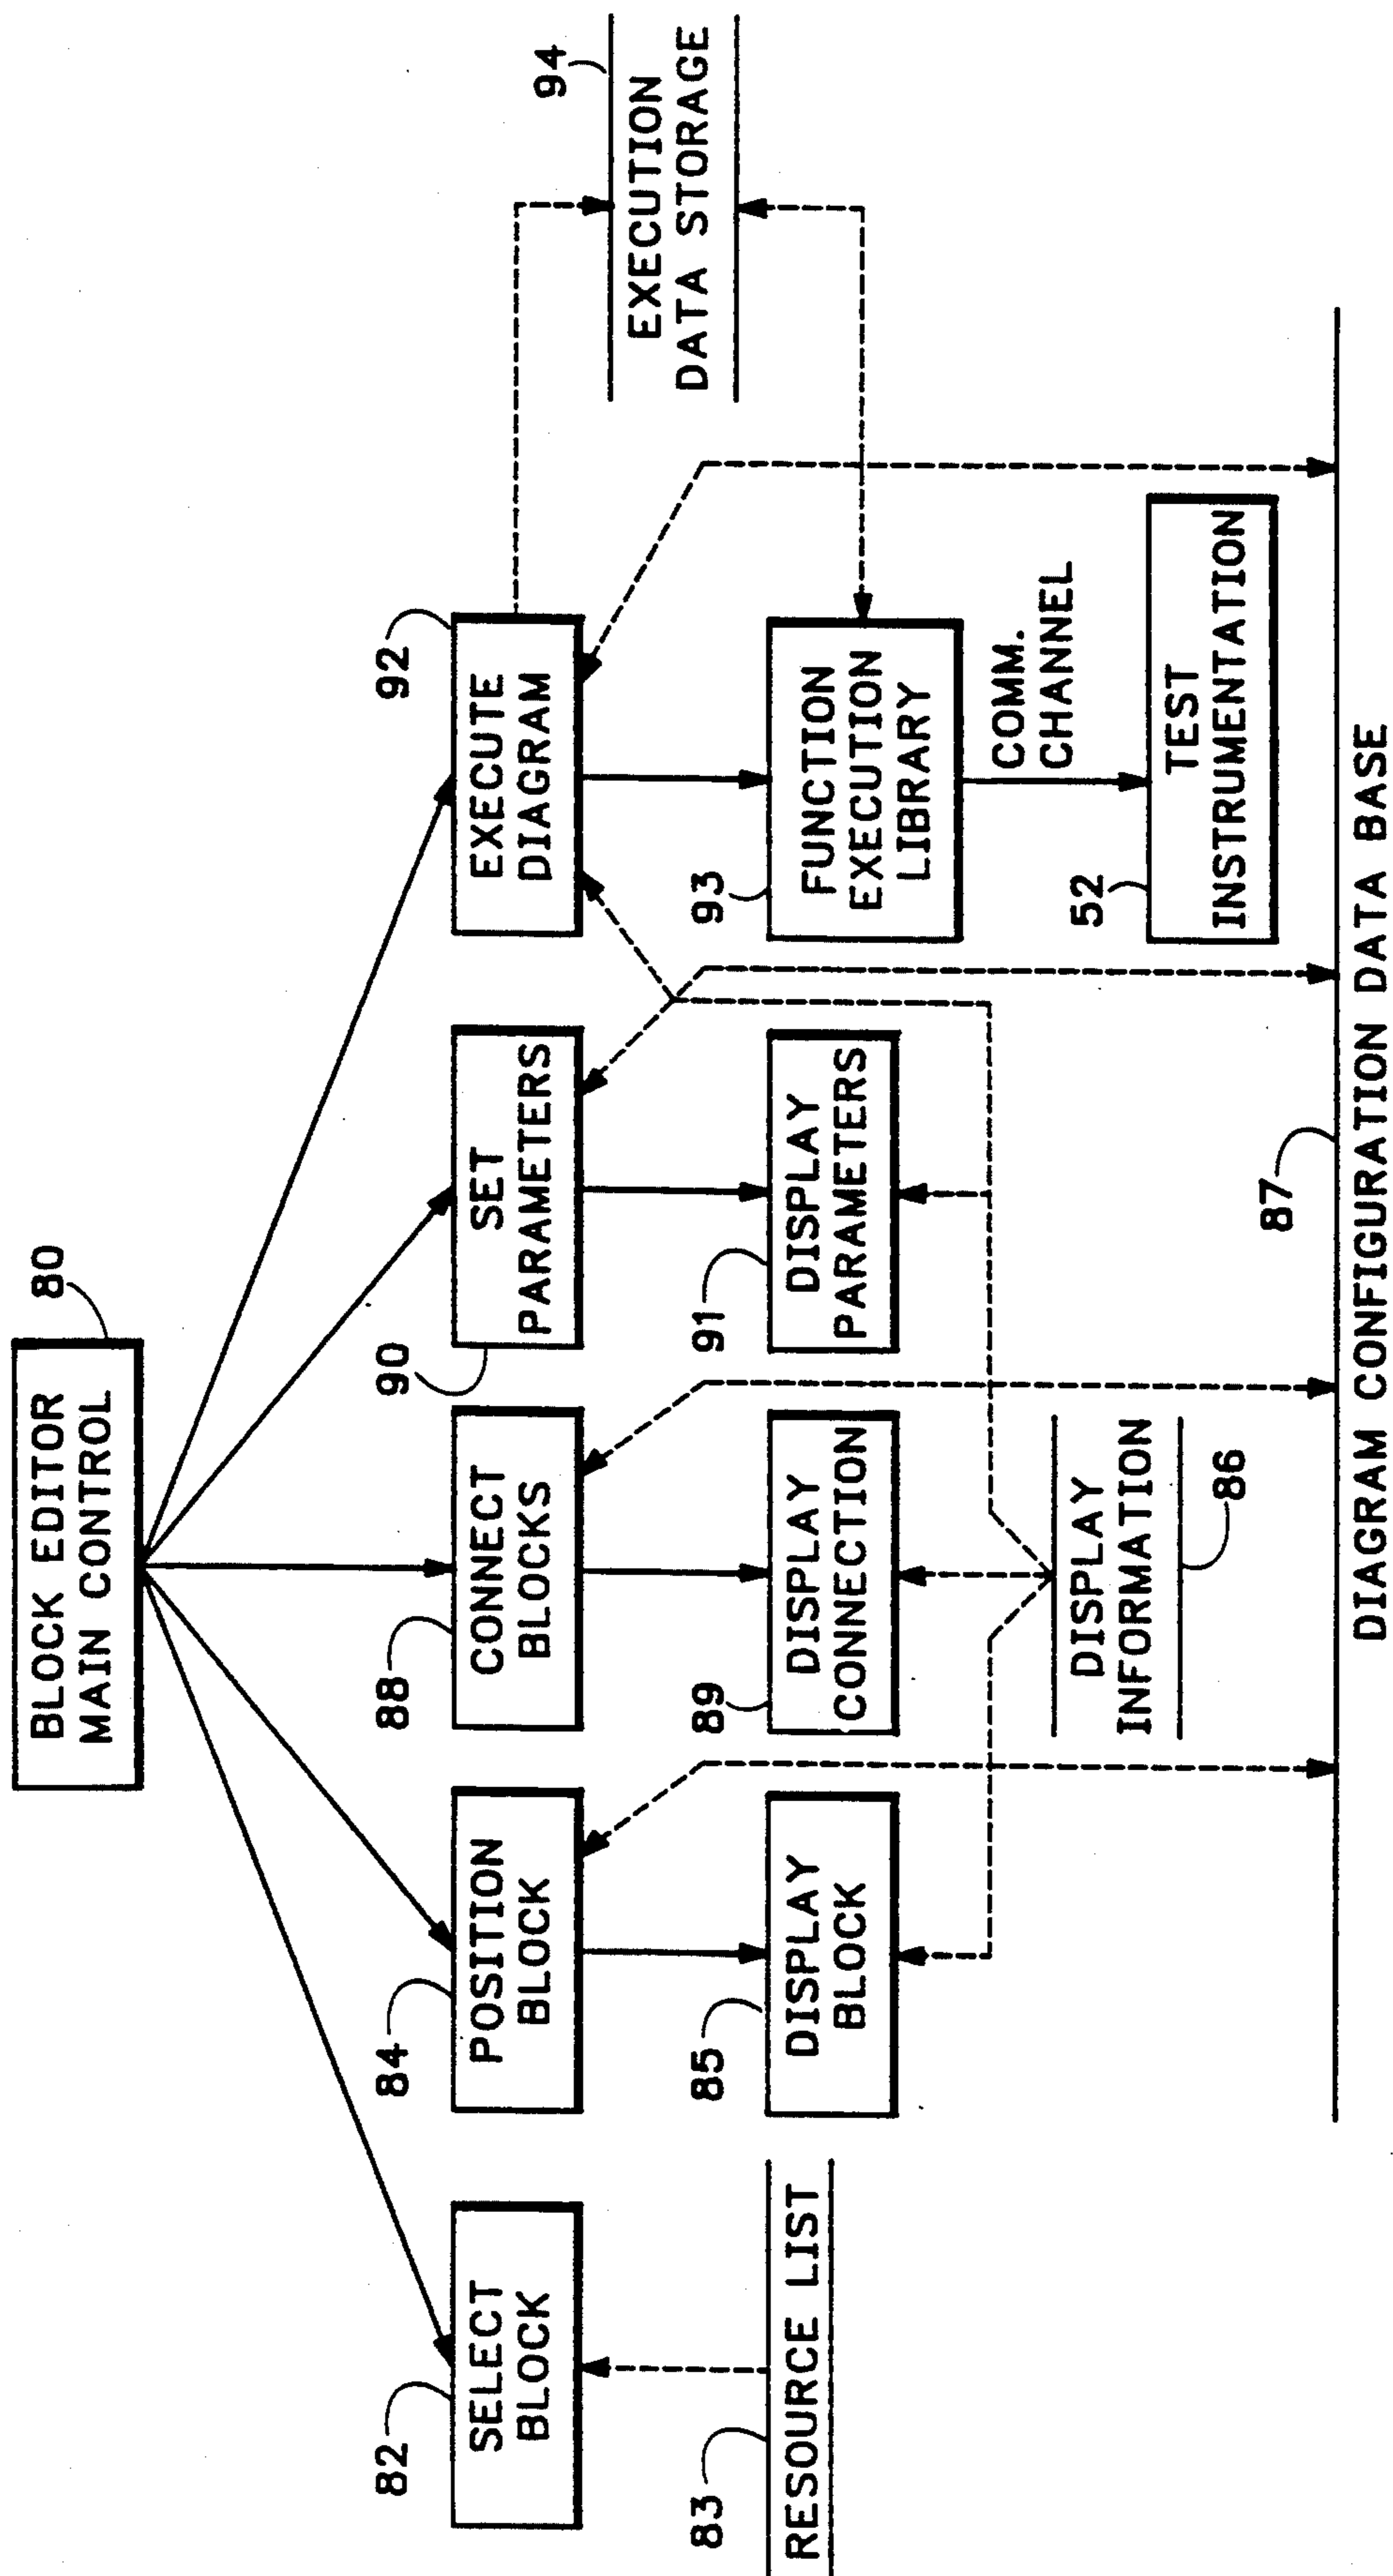 BLOCK EDITOR
MAIN CONTROL
80
82
SELECT
BLOCK
84
POSITION
BLOCK
88
CONNECT
BLOCKS
90
SET
PARAMETERS
92
EXECUTE
DIAGRAM
94
EXECUTION
DATA STORAGE
83
RESOURCE LIST
85
DISPLAY
BLOCK
89
DISPLAY
CONNECTION
91
DISPLAY
PARAMETERS
93
FUNCTION
EXECUTION
LIBRARY
COMM.
CHANNEL
DISPLAY
INFORMATION
86
52
TEST
INSTRUMENTATION
87
DIAGRAM CONFIGURATION DATA BASE